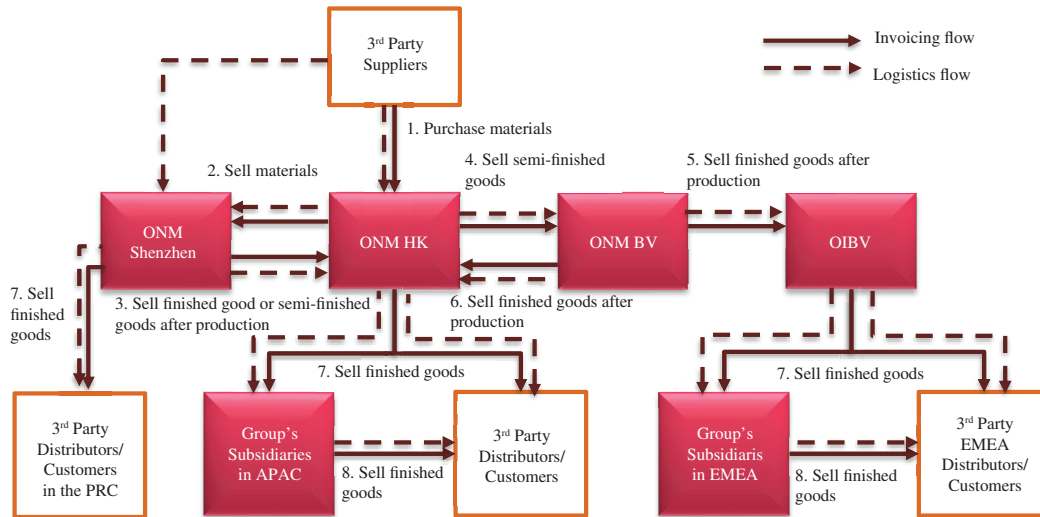 3rd Party
Suppliers
Invoicing flow
Logistics flow
1. Purchase materials
2. Sell materials
4. Sell semi-finished
goods
5. Sell finished goods after
production
ONM
Shenzhen
ONM HK
ONM BV
OIBV
7. Sell
finished
goods
3. Sell finished good or semi-finished
goods after production
6. Sell finished goods after
production
7. Sell finished goods
7. Sell finished goods
3rd Party
Distributors/
Customers
in the PRC
Group's
Subsidiaries
in APAC
8. Sell finished
goods
3rd Party
Distributors/
Customers
Group's
Subsidiaris
in EMEA
8. Sell finished
goods
3rd Party
EMEA
Distributors/
Customers